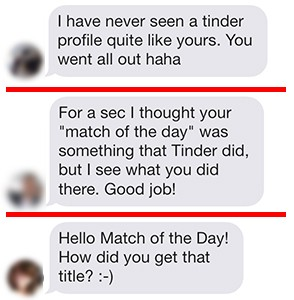 I have never seen a tinder
profile quite like yours. You
went all out haha
For a sec I thought your
"match of the day" was
something that Tinder did,
but I see what you did
there. Good job!
Hello Match of the Day!
How did you get that
title? :-)